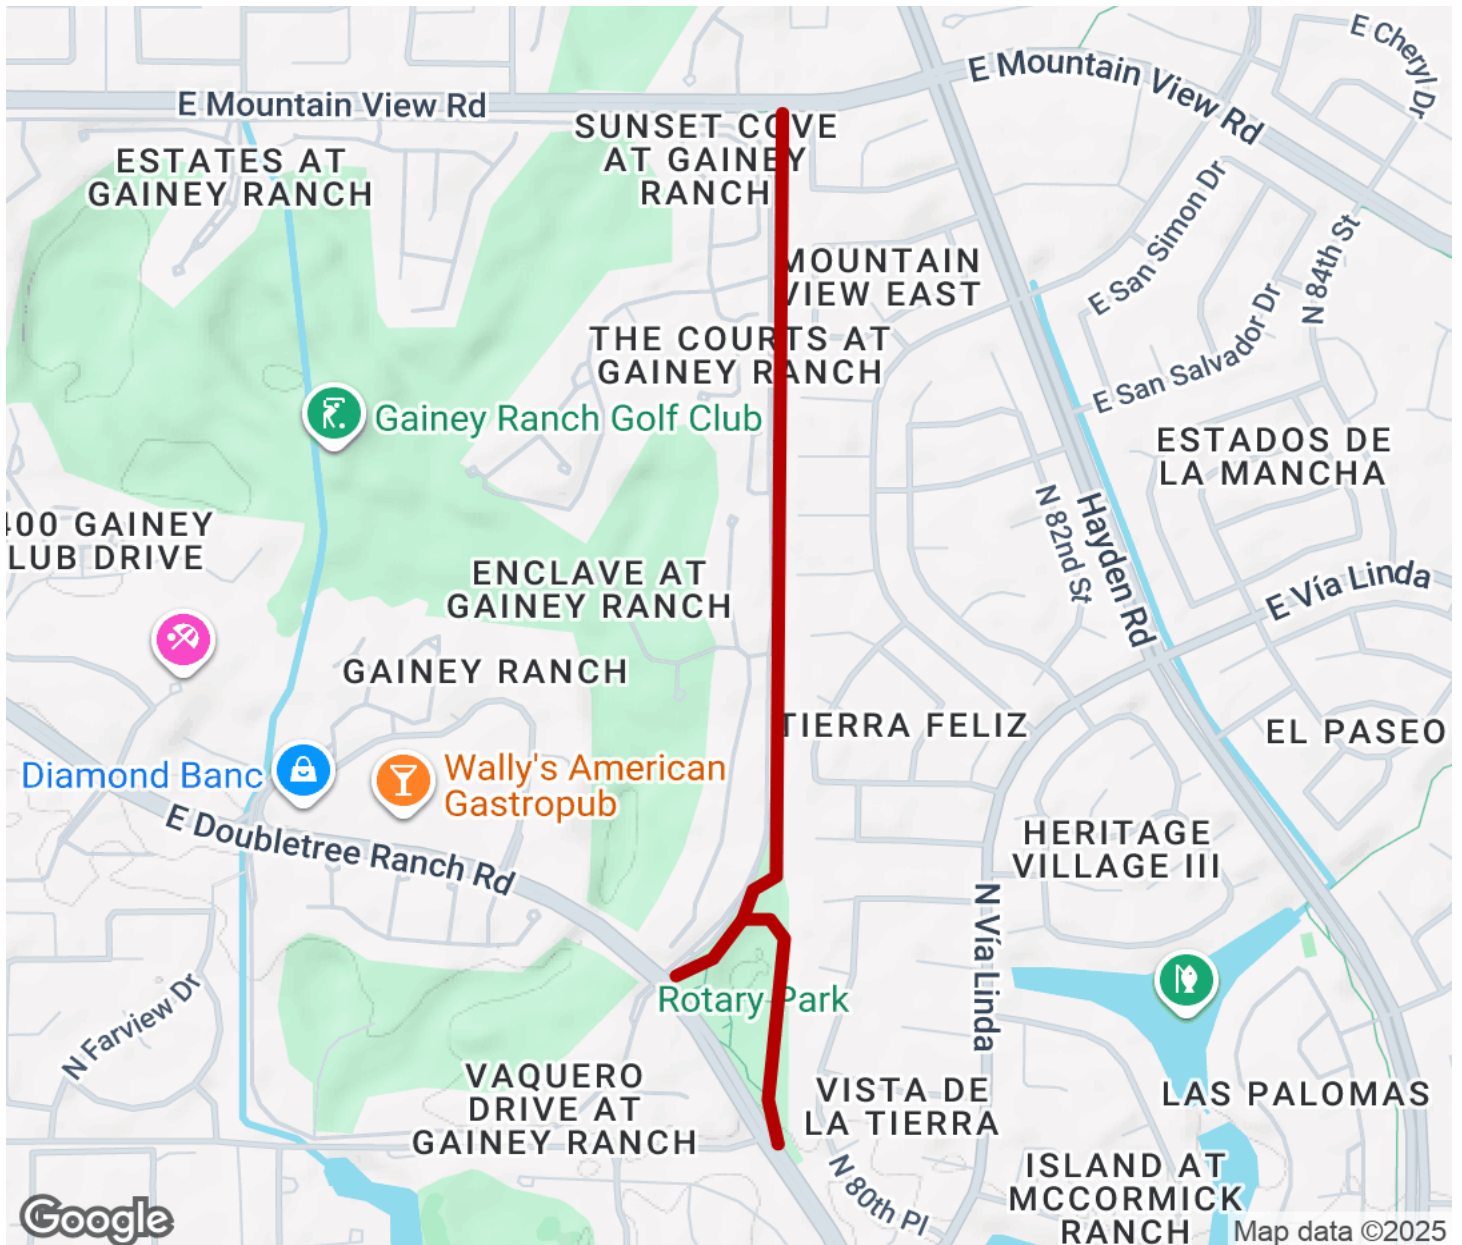 E Cheryl Dr
E Mountain View Rd
E Mountain View Rd
SUNSET COVE
AT GAINEY
RANCH
ESTATES AT
GAINEY RANCH
E San Simon Dr
N 84th St
MOUNTAIN
VIEW EAST
E San Salvador Dr
THE COURTS AT
GAINEY RANCH
Gainey Ranch Golf Club
ESTADOS DE
LA MANCHA
400 GAINEY
LUB DRIVE
N 82nd St
Hayden Rd
E Vía Linda
ENCLAVE AT
GAINEY RANCH
GAINEY RANCH
TIERRA FELIZ
EL PASEO
Diamond Banc
Wally's American
Gastropub
E Doubletree Ranch Rd
HERITAGE
VILLAGE III
N Vía Linda
Rotary Park
N Farview Dr
VAQUERO
DRIVE AT
GAINEY RANCH
VISTA DE
LA TIERRA
LAS PALOMAS
N 80th Pl
ISLAND AT
MCCORMICK
RANCH
Google
Map data ©2025